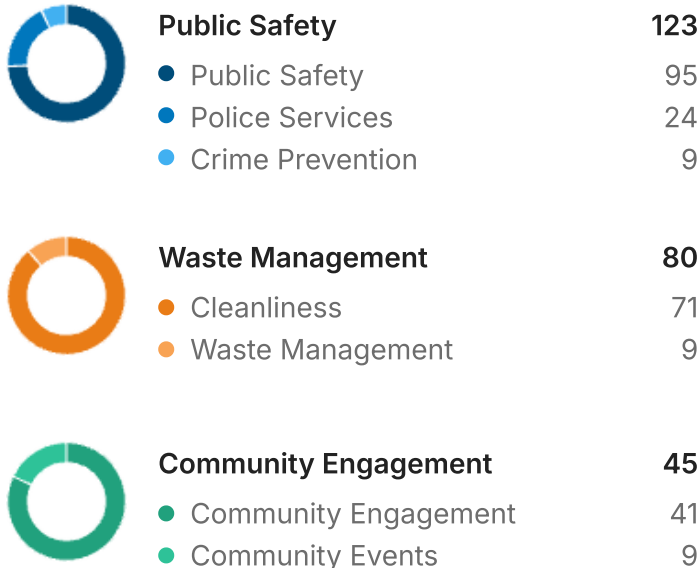 Public Safety 123
Public Safety 95
Police Services 24
Crime Prevention 9
Waste Management 80
Cleanliness 71
Waste Management 9
Community Engagement 45
Community Engagement 41
Community Events 9